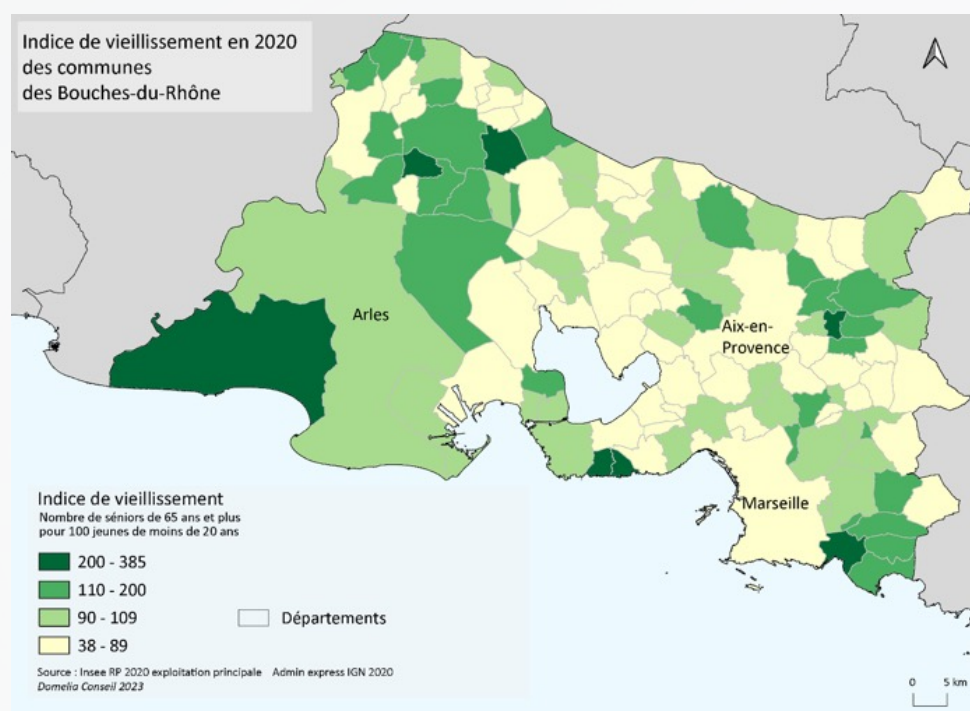 Indice de vieillissement en 2020
des communes
des Bouches-du-Rhône
Arles
Aix-en-
Provence
Marseille
Indice de vieillissement
Nombre de séniors de 65 ans et plus
pour 100 jeunes de moins de 20 ans
200 - 385
110 - 200
90 - 109
38 - 89
Départements
Source : Insee RP 2020 exploitation principale Admin express IGN 2020
Domelia Conseil 2023
0 5 km